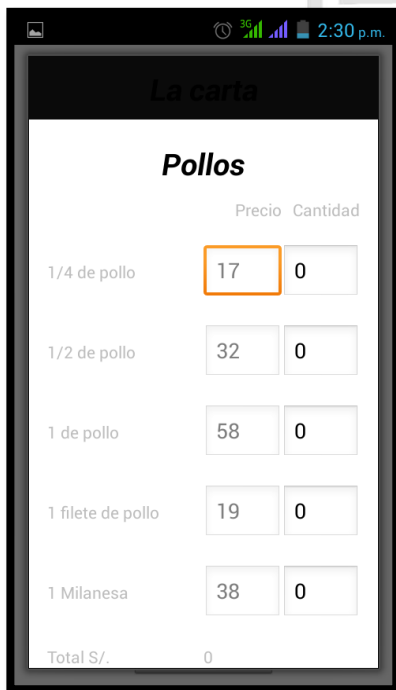 3G 2:30 p.m.
La carta
Pollos
Precio Cantidad
1/4 de pollo 17 0
1/2 de pollo 32 0
1 de pollo 58 0
1 filete de pollo 19 0
1 Milanesa 38 0
Total S/. 0